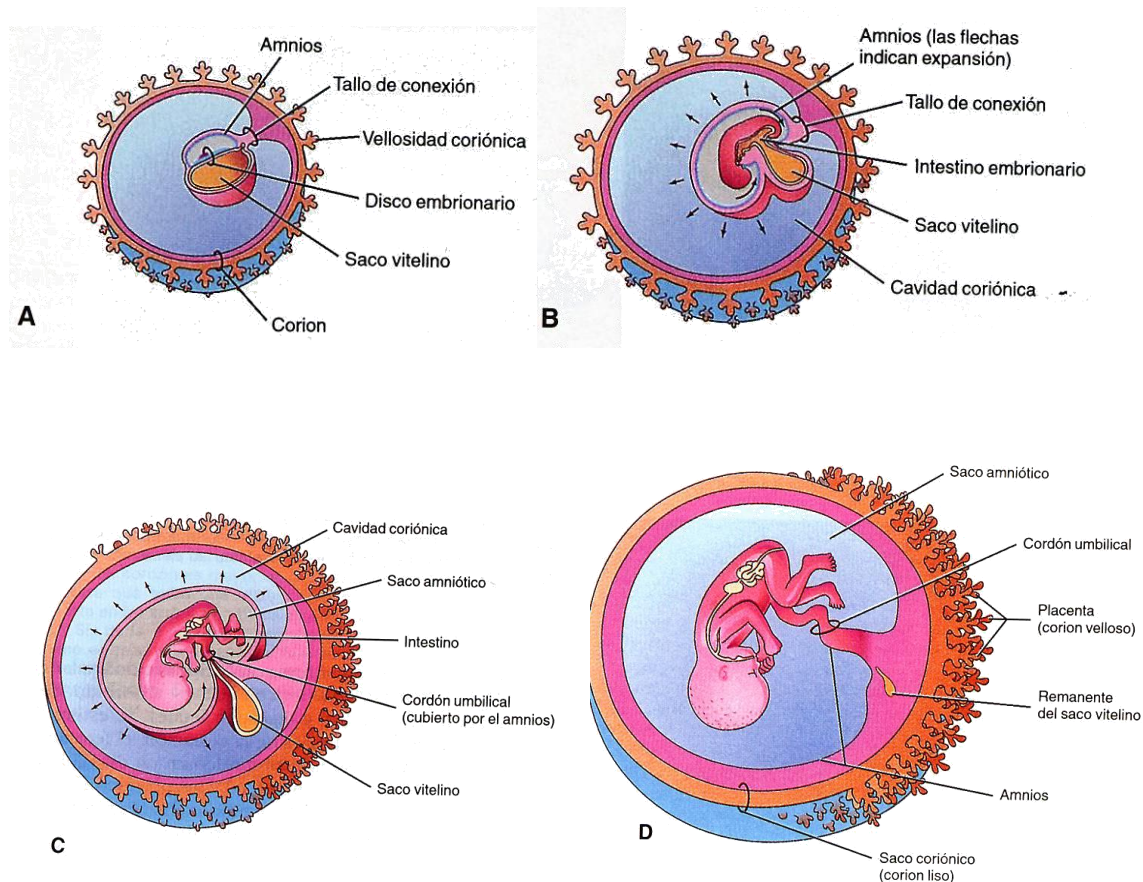 Amnios
Tallo de conexión
Vellosidad coriónica
Disco embrionario
Saco vitelino
Corion
A
Amnios (las flechas
indican expansión)
Tallo de conexión
Intestino embrionario
Saco vitelino
Cavidad coriónica
B
Cavidad coriónica
Saco amniótico
Intestino
Cordón umbilical
(cubierto por el amnios)
Saco vitelino
C
Saco amniótico
Cordón umbilical
Placenta
(corion velloso)
Remanente
del saco vitelino
Amnios
Saco coriónico
(corion liso)
D